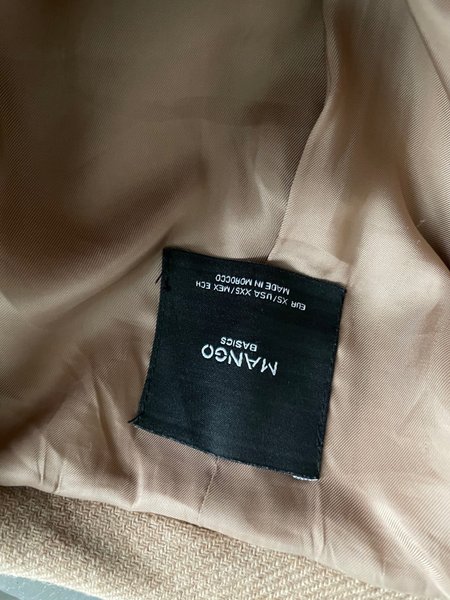 MANGO
BASICS
EUR XS/USA XXS/MEX ECH
MADE IN MOROCCO